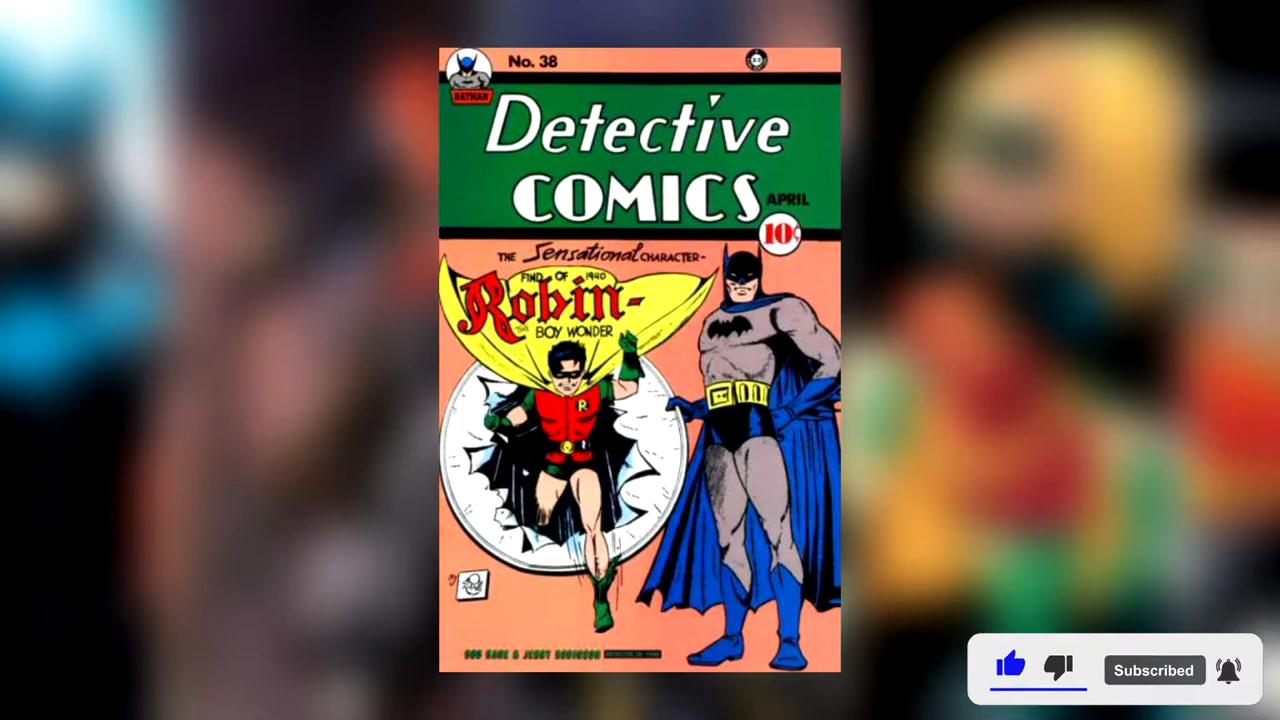 No. 38
BATMAN
Detective
COMICS
APRIL
10¢
THE Sensational CHARACTER-
FIND OF 1940
Robin-
THE BOY WONDER
R
BOB KANE & JERRY ROBINSON
Subscribed